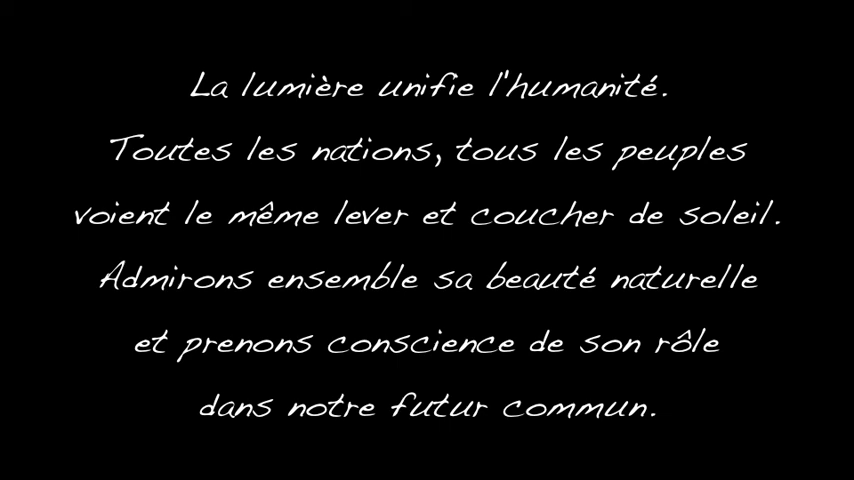 La lumière unifie l'humanité.
Toutes les nations, tous les peuples
voient le même lever et coucher de soleil.
Admirons ensemble sa beauté naturelle
et prenons conscience de son rôle
dans notre futur commun.